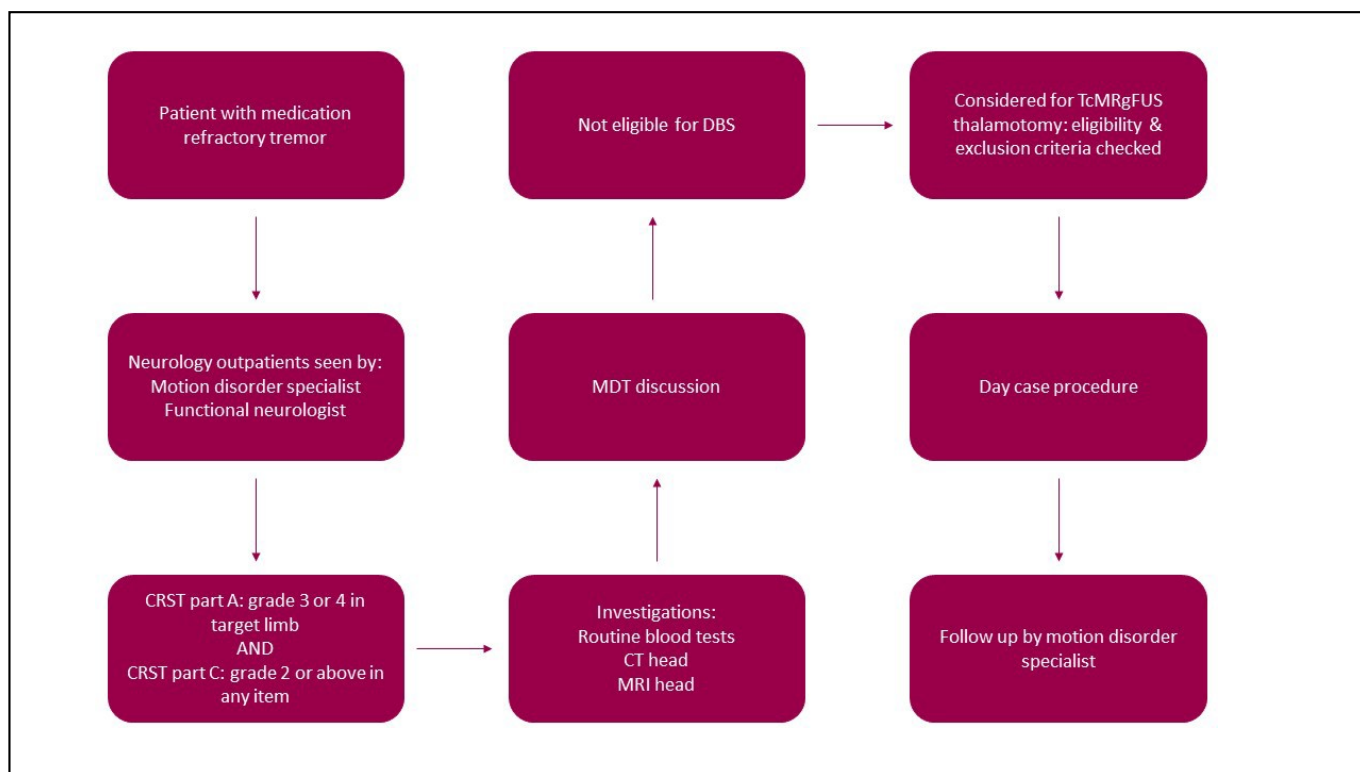 Patient with medication
refractory tremor
Neurology outpatients seen by:
Motion disorder specialist
Functional neurologist
CRST part A: grade 3 or 4 in
target limb
AND
CRST part C: grade 2 or above in
any item
Investigations:
Routine blood tests
CT head
MRI head
MDT discussion
Not eligible for DBS
Considered for TcMRgFUS
thalamotomy: eligibility &
exclusion criteria checked
Day case procedure
Follow up by motion disorder
specialist